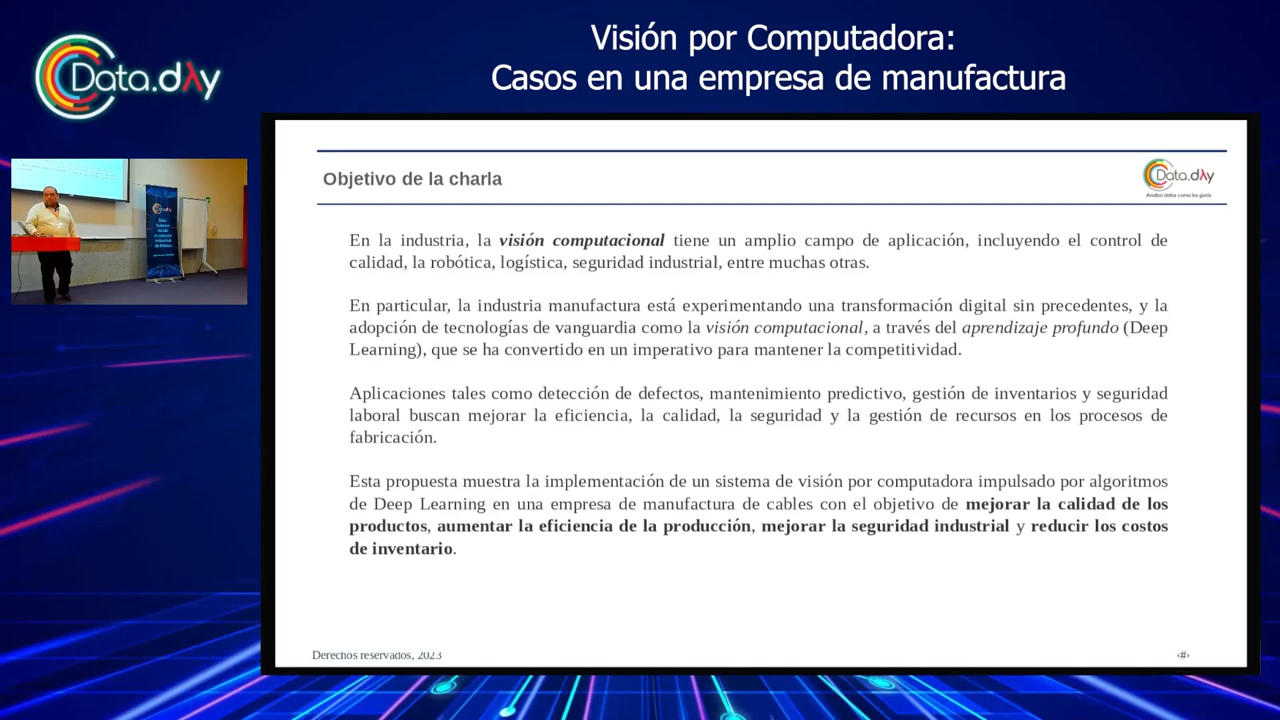 Visión por Computadora:
Casos en una empresa de manufactura
Data.dλy
Objetivo de la charla
Data.dλy
Analiza datos como los gurús
En la industria, la visión computacional tiene un amplio campo de aplicación, incluyendo el control de
calidad, la robótica, logística, seguridad industrial, entre muchas otras.
En particular, la industria manufactura está experimentando una transformación digital sin precedentes, y la
adopción de tecnologías de vanguardia como la visión computacional, a través del aprendizaje profundo (Deep
Learning), que se ha convertido en un imperativo para mantener la competitividad.
Aplicaciones tales como detección de defectos, mantenimiento predictivo, gestión de inventarios y seguridad
laboral buscan mejorar la eficiencia, la calidad, la seguridad y la gestión de recursos en los procesos de
fabricación.
Esta propuesta muestra la implementación de un sistema de visión por computadora impulsado por algoritmos
de Deep Learning en una empresa de manufactura de cables con el objetivo de mejorar la calidad de los
productos, aumentar la eficiencia de la producción, mejorar la seguridad industrial y reducir los costos
de inventario.
Derechos reservados, 2023
‹#›